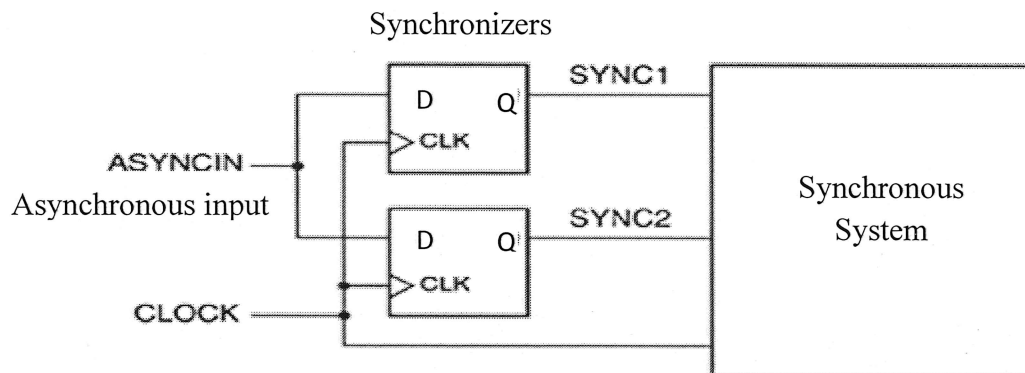 Synchronizers
SYNC1
D Q
CLK
ASYNCIN
Asynchronous input
SYNC2
D Q
CLK
CLOCK
Synchronous
System